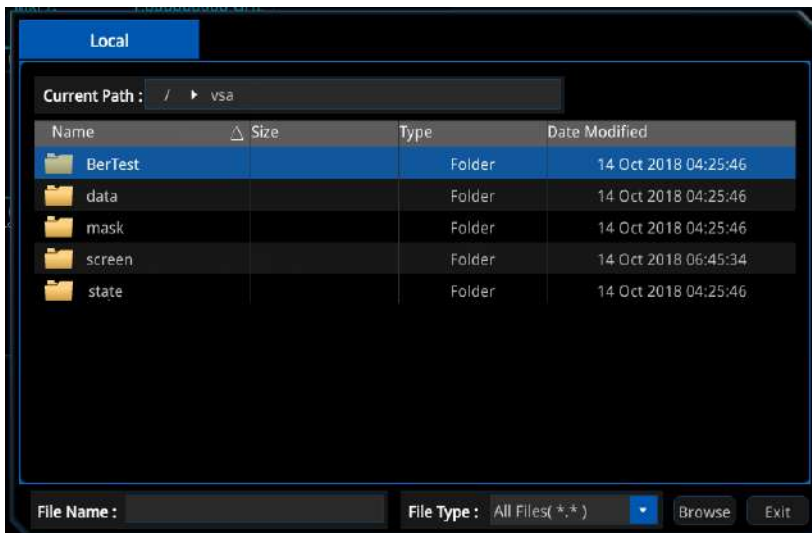 Local
Current Path : / vsa
Name Size Type Date Modified
BerTest Folder 14 Oct 2018 04:25:46
data Folder 14 Oct 2018 04:25:46
mask Folder 14 Oct 2018 04:25:46
screen Folder 14 Oct 2018 06:45:34
state Folder 14 Oct 2018 04:25:46
File Name : File Type : All Files( *.* ) Browse Exit